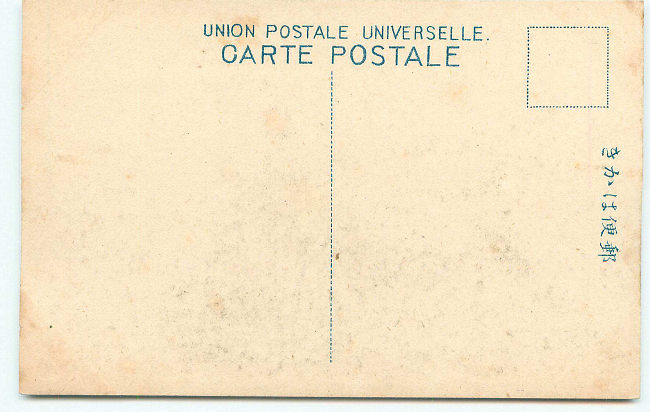 UNION POSTALE UNIVERSELLE.
CARTE POSTALE
郵便はかき